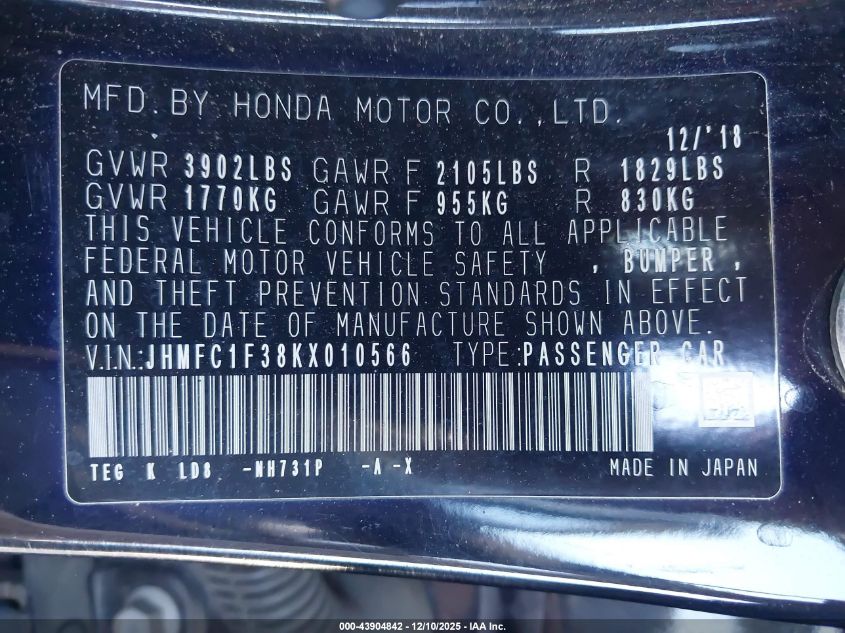 MFD. BY HONDA MOTOR CO.,LTD.
12/'18
GVWR 3902LBS GAWR F 2105LBS R 1829LBS
GVWR 1770KG GAWR F 955KG R 830KG
THIS VEHICLE CONFORMS TO ALL APPLICABLE
FEDERAL MOTOR VEHICLE SAFETY , BUMPER ,
AND THEFT PREVENTION STANDARDS IN EFFECT
ON THE DATE OF MANUFACTURE SHOWN ABOVE.
V.I.N.:JHMFC1F38KX010566 TYPE:PASSENGER CAR
TEG K LD8 -NH731P -A -X MADE IN JAPAN
000-43904842 - 12/10/2025 - IAA Inc.